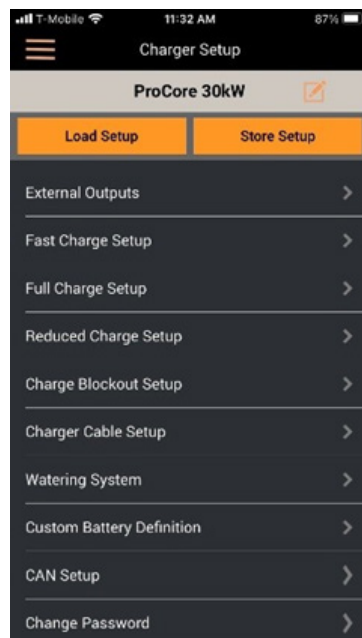 T-Mobile 11:32 AM 87%
Charger Setup
ProCore 30kW
Load Setup Store Setup
External Outputs
Fast Charge Setup
Full Charge Setup
Reduced Charge Setup
Charge Blockout Setup
Charger Cable Setup
Watering System
Custom Battery Definition
CAN Setup
Change Password